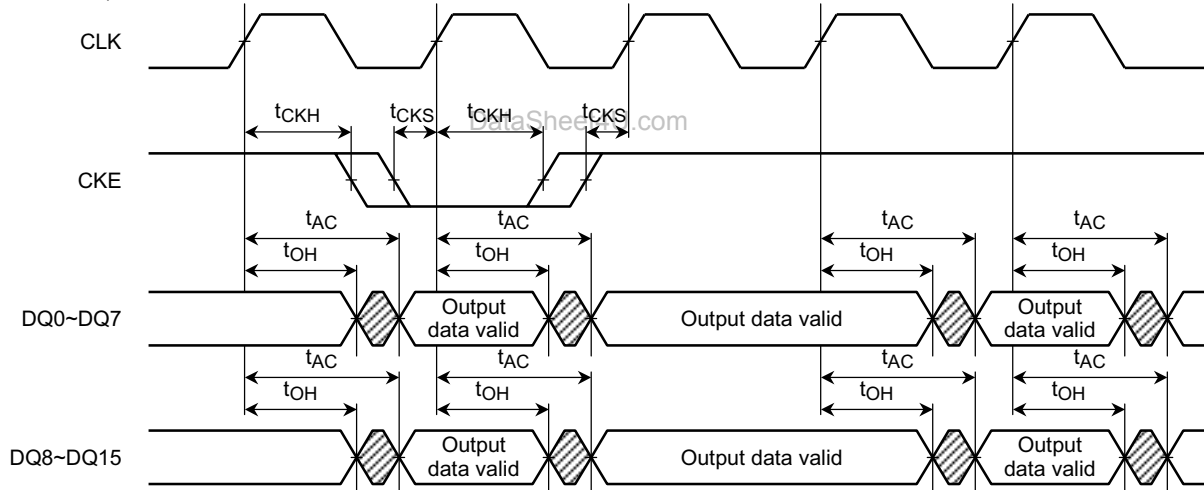 CLK
tCKH tCKS tCKH tCKS
CKE
tAC tAC tAC tAC
tOH tOH tOH tOH
DQ0~DQ7
Output data valid
Output data valid
Output data valid
tAC tAC tAC tAC
tOH tOH tOH tOH
DQ8~DQ15
Output data valid
Output data valid
Output data valid